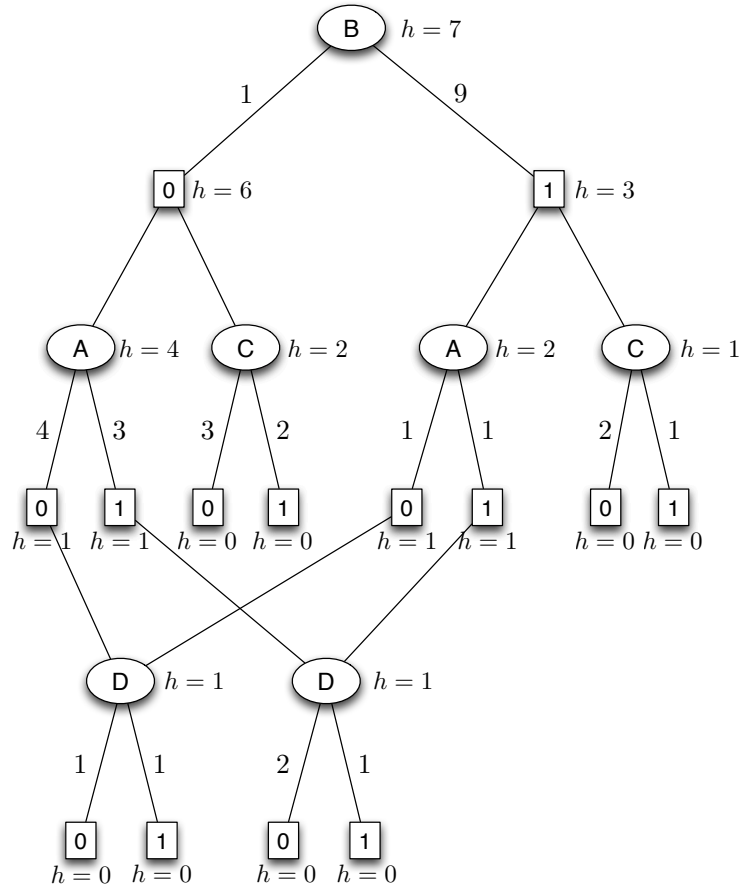 B h = 7
1 9
0 h = 6 1 h = 3
A h = 4 C h = 2 A h = 2 C h = 1
4 3 3 2 1 1 2 1
0 1 0 1 0 1 0 1
h = 1 h = 1 h = 0 h = 0 h = 1 h = 1 h = 0 h = 0
D h = 1 D h = 1
1 1 2 1
0 1 0 1
h = 0 h = 0 h = 0 h = 0